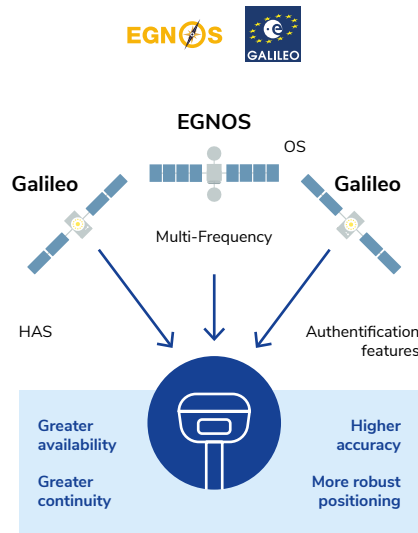 EGNOS
GALILEO
EGNOS
OS
Galileo
Galileo
Multi-Frequency
HAS
Authentification
features
Greater
availability
Higher
accuracy
Greater
continuity
More robust
positioning